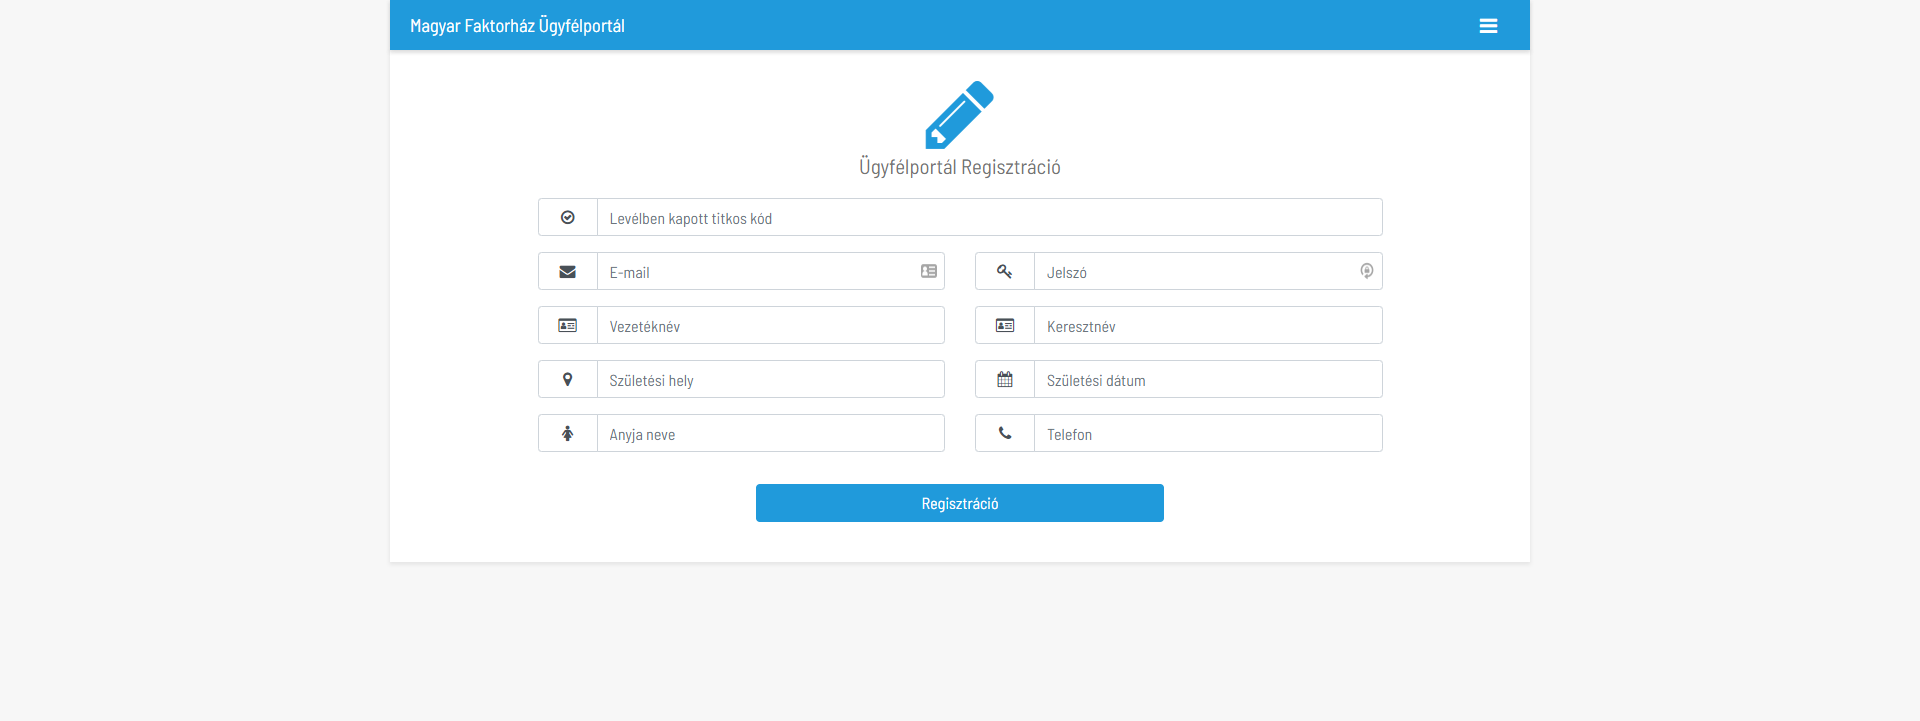 Magyar Faktorház Ügyfélportál
Ügyfélportál Regisztráció
Levélben kapott titkos kód
E-mail
Jelszó
Vezetéknév
Keresztnév
Születési hely
Születési dátum
Anyja neve
Telefon
Regisztráció